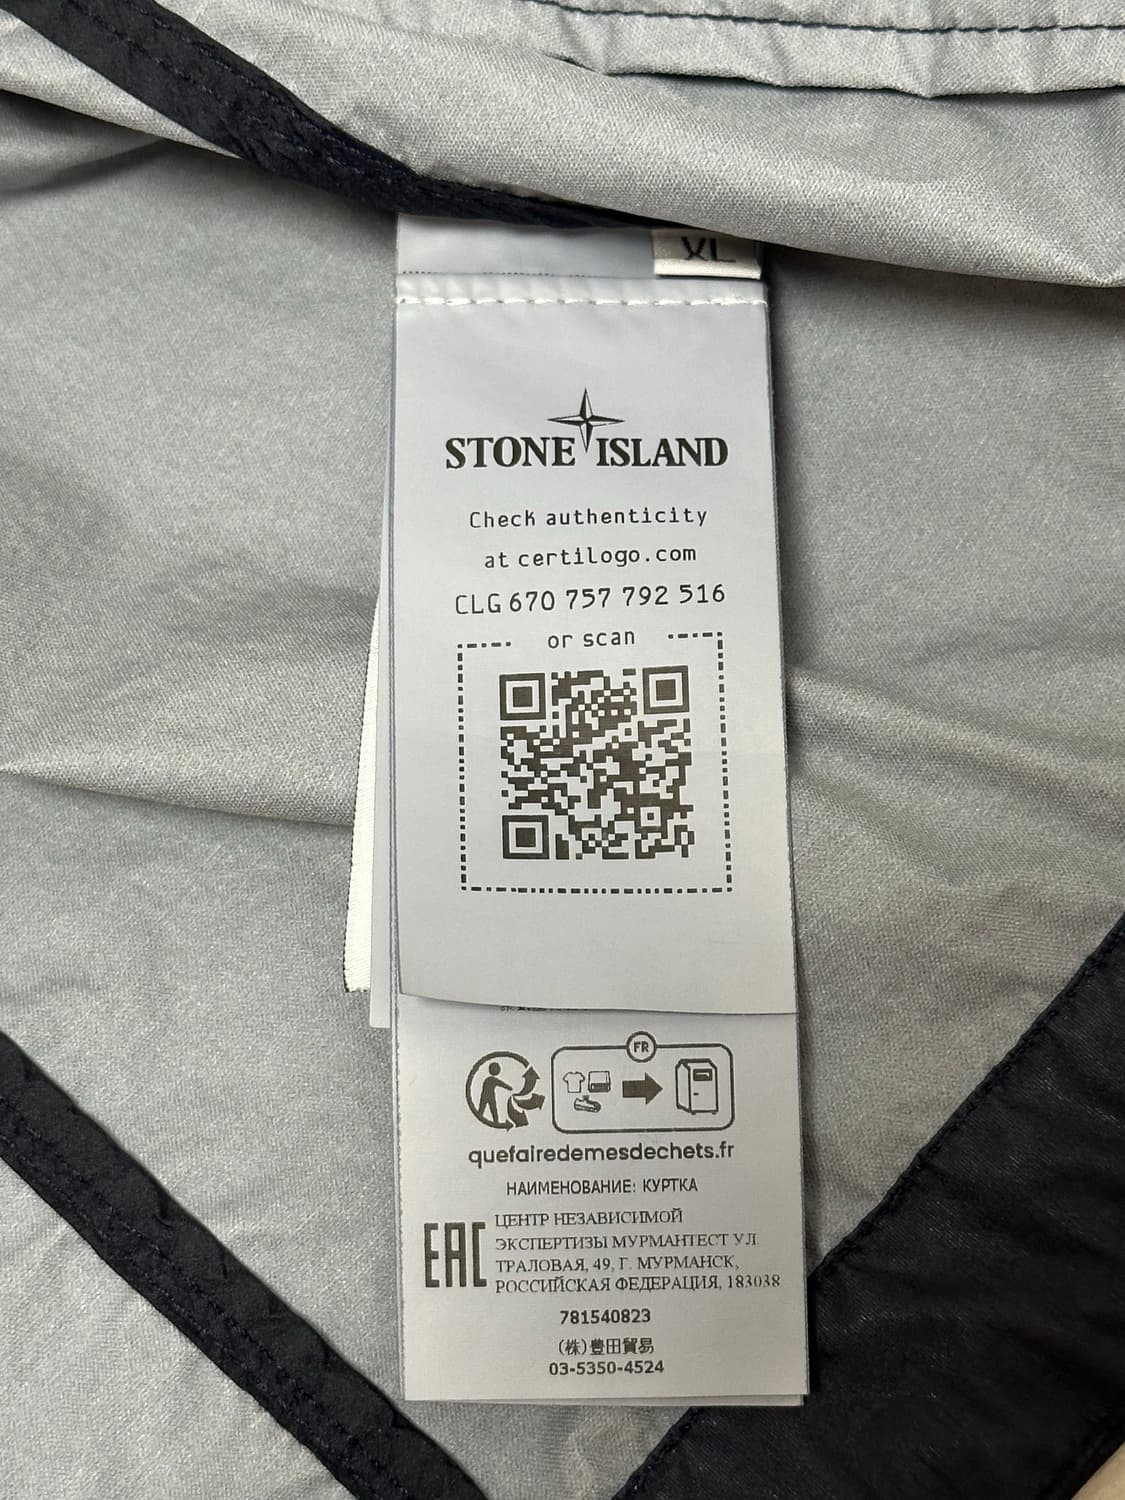 XL
STONE ISLAND
Check authenticity
at certilogo.com
CLG 670 757 792 516
or scan
FR
quefairedemesdechets.fr
НАИМЕНОВАНИЕ: КУРТКА
EAC
ЦЕНТР НЕЗАВИСИМОЙ
ЭКСПЕРТИЗЫ МУРМАНТЕСТ УЛ
ТРАЛОВАЯ, 49, Г. МУРМАНСК,
РОССИЙСКАЯ ФЕДЕРАЦИЯ, 183038
781540823
(株)豊田貿易
03-5350-4524